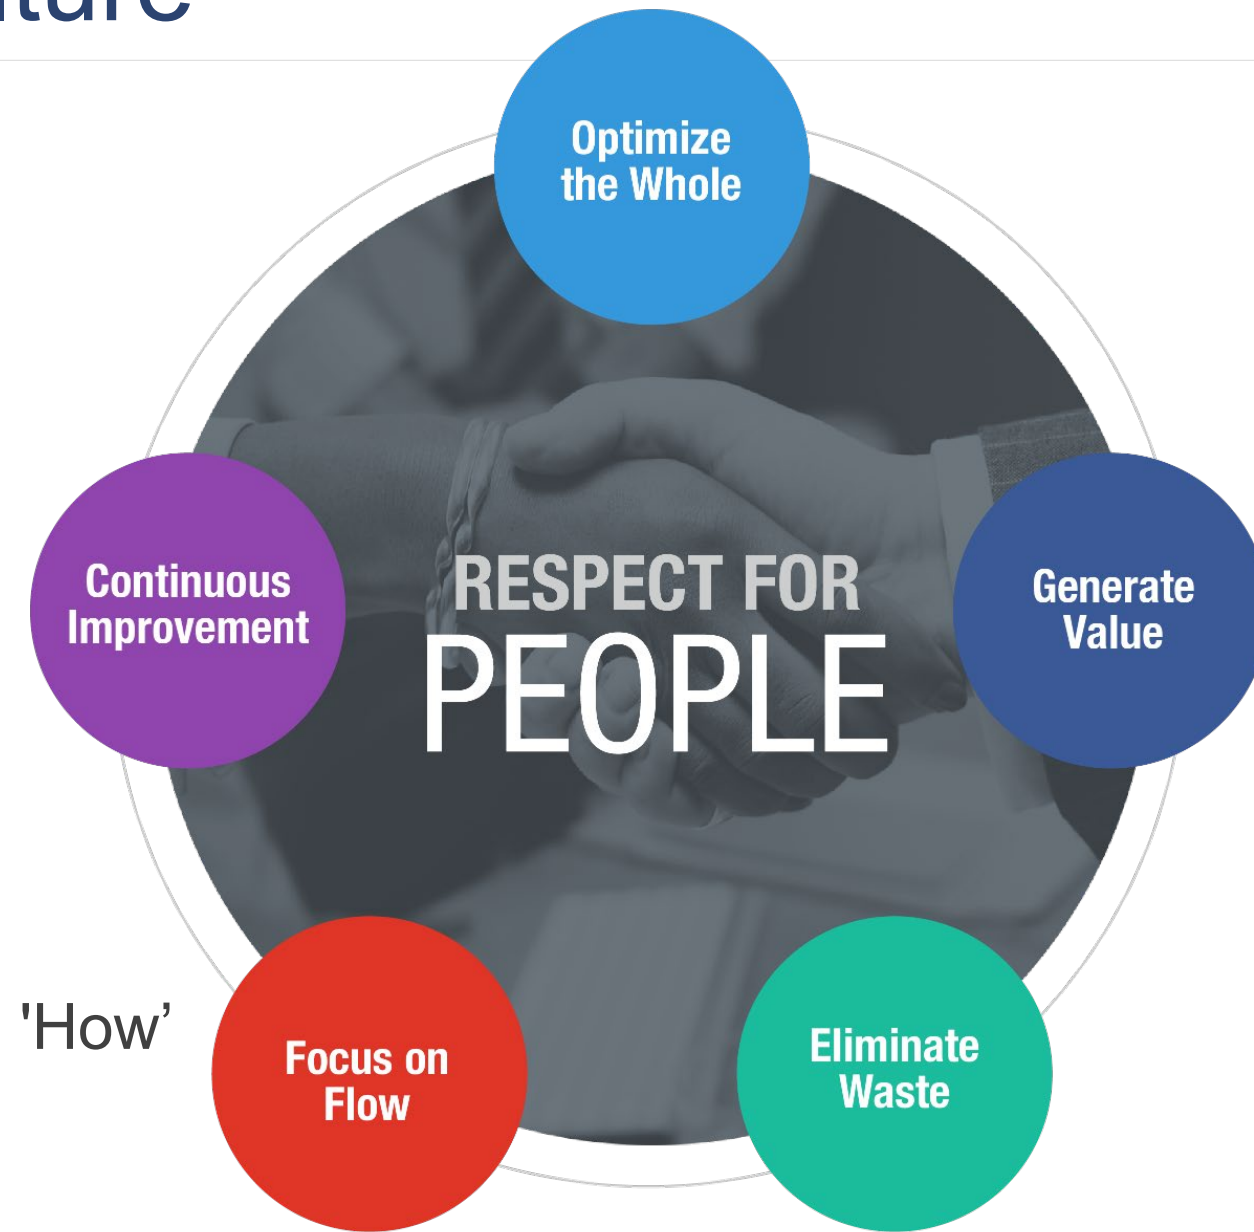 Optimize
the Whole
Continuous
Improvement
RESPECT FOR
PEOPLE
Generate
Value
'How’
Focus on
Flow
Eliminate
Waste